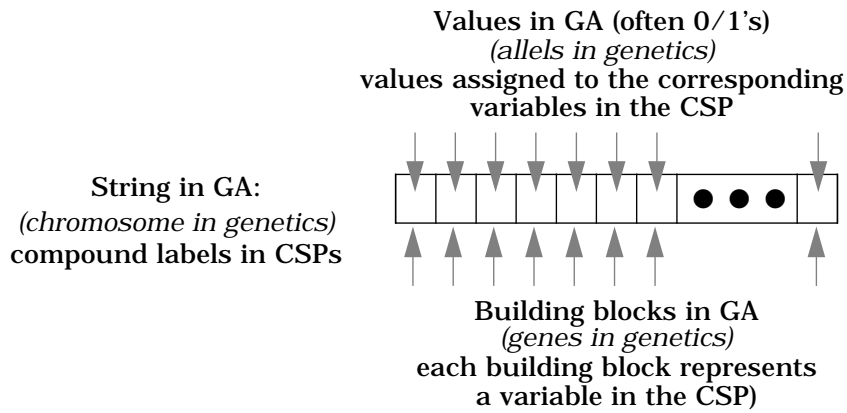 Values in GA (often 0/1's)
(allels in genetics)
values assigned to the corresponding
variables in the CSP
String in GA:
(chromosome in genetics)
compound labels in CSPs
Building blocks in GA
(genes in genetics)
each building block represents
a variable in the CSP)